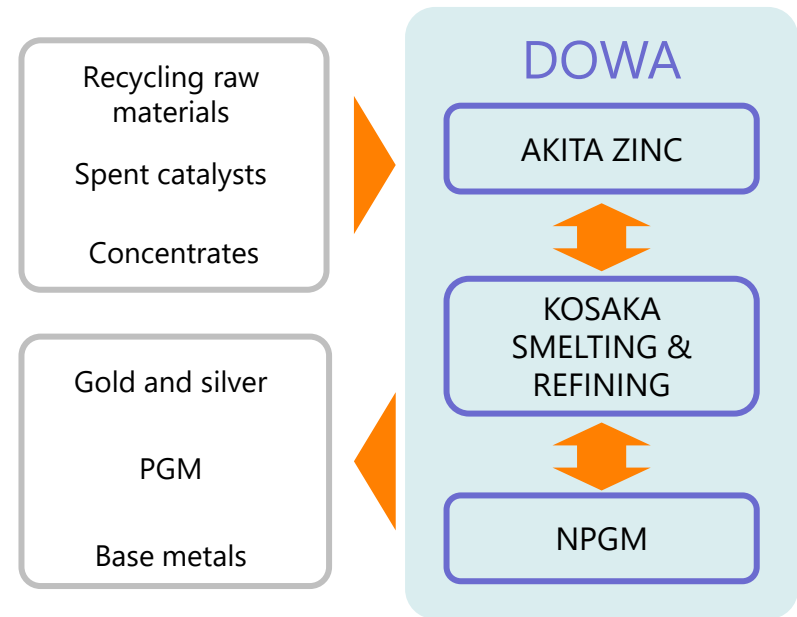 Recycling raw
materials
Spent catalysts
Concentrates
Gold and silver
PGM
Base metals
DOWA
AKITA ZINC
KOSAKA
SMELTING &
REFINING
NPGM